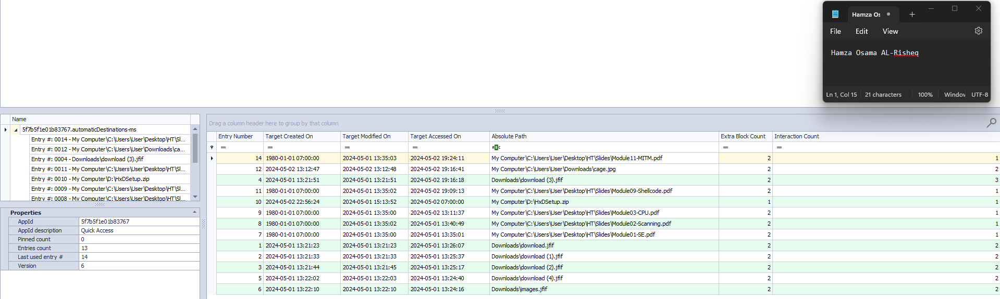 Hamza Os
File Edit View
Hamza Osama AL-Risheq
Ln 1, Col 15 21 characters 100% Window UTF-8
Name
5f7b5f1e01b83767.automaticDestinations-ms
Entry #: 0014 - My Computer\C:\Users\User\Desktop\HT\Sl...
Entry #: 0012 - My Computer\C:\Users\User\Downloads\ca...
Entry #: 0004 - Downloads\download (3).jfif
Entry #: 0011 - My Computer\C:\Users\User\Desktop\HT\Sl...
Entry #: 0010 - My Computer\D:\HxDSetup.zip
Entry #: 0009 - My Computer\C:\Users\User\Desktop\HT\Sl...
Entry #: 0008 - My Computer\C:\Users\User\Desktop\HT\Sl...
Properties
AppId 5f7b5f1e01b83767
AppId description Quick Access
Pinned count 0
Entries count 13
Last used entry # 14
Version 6
Drag a column header here to group by that column
Entry Number Target Created On Target Modified On Target Accessed On Absolute Path Extra Block Count Interaction Count
= = = = ABC = =
14 1980-01-01 07:00:00 2024-05-01 13:35:03 2024-05-02 19:24:11 My Computer\C:\Users\User\Desktop\HT\Slides\Module11-MITM.pdf 2 1
12 2024-05-02 13:12:47 2024-05-02 13:12:48 2024-05-02 19:16:41 My Computer\C:\Users\User\Downloads\cage.jpg 2 2
4 2024-05-01 13:21:51 2024-05-01 13:21:51 2024-05-02 19:16:18 Downloads\download (3).jfif 2 3
11 1980-01-01 07:00:00 2024-05-01 13:35:02 2024-05-02 19:09:13 My Computer\C:\Users\User\Desktop\HT\Slides\Module09-Shellcode.pdf 2 1
10 2024-05-02 22:56:24 2024-05-01 15:13:52 2024-05-02 07:00:00 My Computer\D:\HxDSetup.zip 1 1
9 1980-01-01 07:00:00 2024-05-01 13:35:00 2024-05-02 13:11:37 My Computer\C:\Users\User\Desktop\HT\Slides\Module03-CPU.pdf 2 1
8 1980-01-01 07:00:00 2024-05-01 13:35:02 2024-05-01 13:40:49 My Computer\C:\Users\User\Desktop\HT\Slides\Module02-Scanning.pdf 2 1
7 1980-01-01 07:00:00 2024-05-01 13:35:00 2024-05-01 13:35:01 My Computer\C:\Users\User\Desktop\HT\Slides\Module01-SE.pdf 2 1
1 2024-05-01 13:21:23 2024-05-01 13:21:23 2024-05-01 13:26:07 Downloads\download.jfif 2 2
2 2024-05-01 13:21:33 2024-05-01 13:21:33 2024-05-01 13:25:37 Downloads\download (1).jfif 2 2
3 2024-05-01 13:21:44 2024-05-01 13:21:45 2024-05-01 13:25:17 Downloads\download (2).jfif 2 2
5 2024-05-01 13:22:02 2024-05-01 13:22:03 2024-05-01 13:24:40 Downloads\download (4).jfif 2 2
6 2024-05-01 13:22:10 2024-05-01 13:22:10 2024-05-01 13:24:16 Downloads\images.jfif 2 2